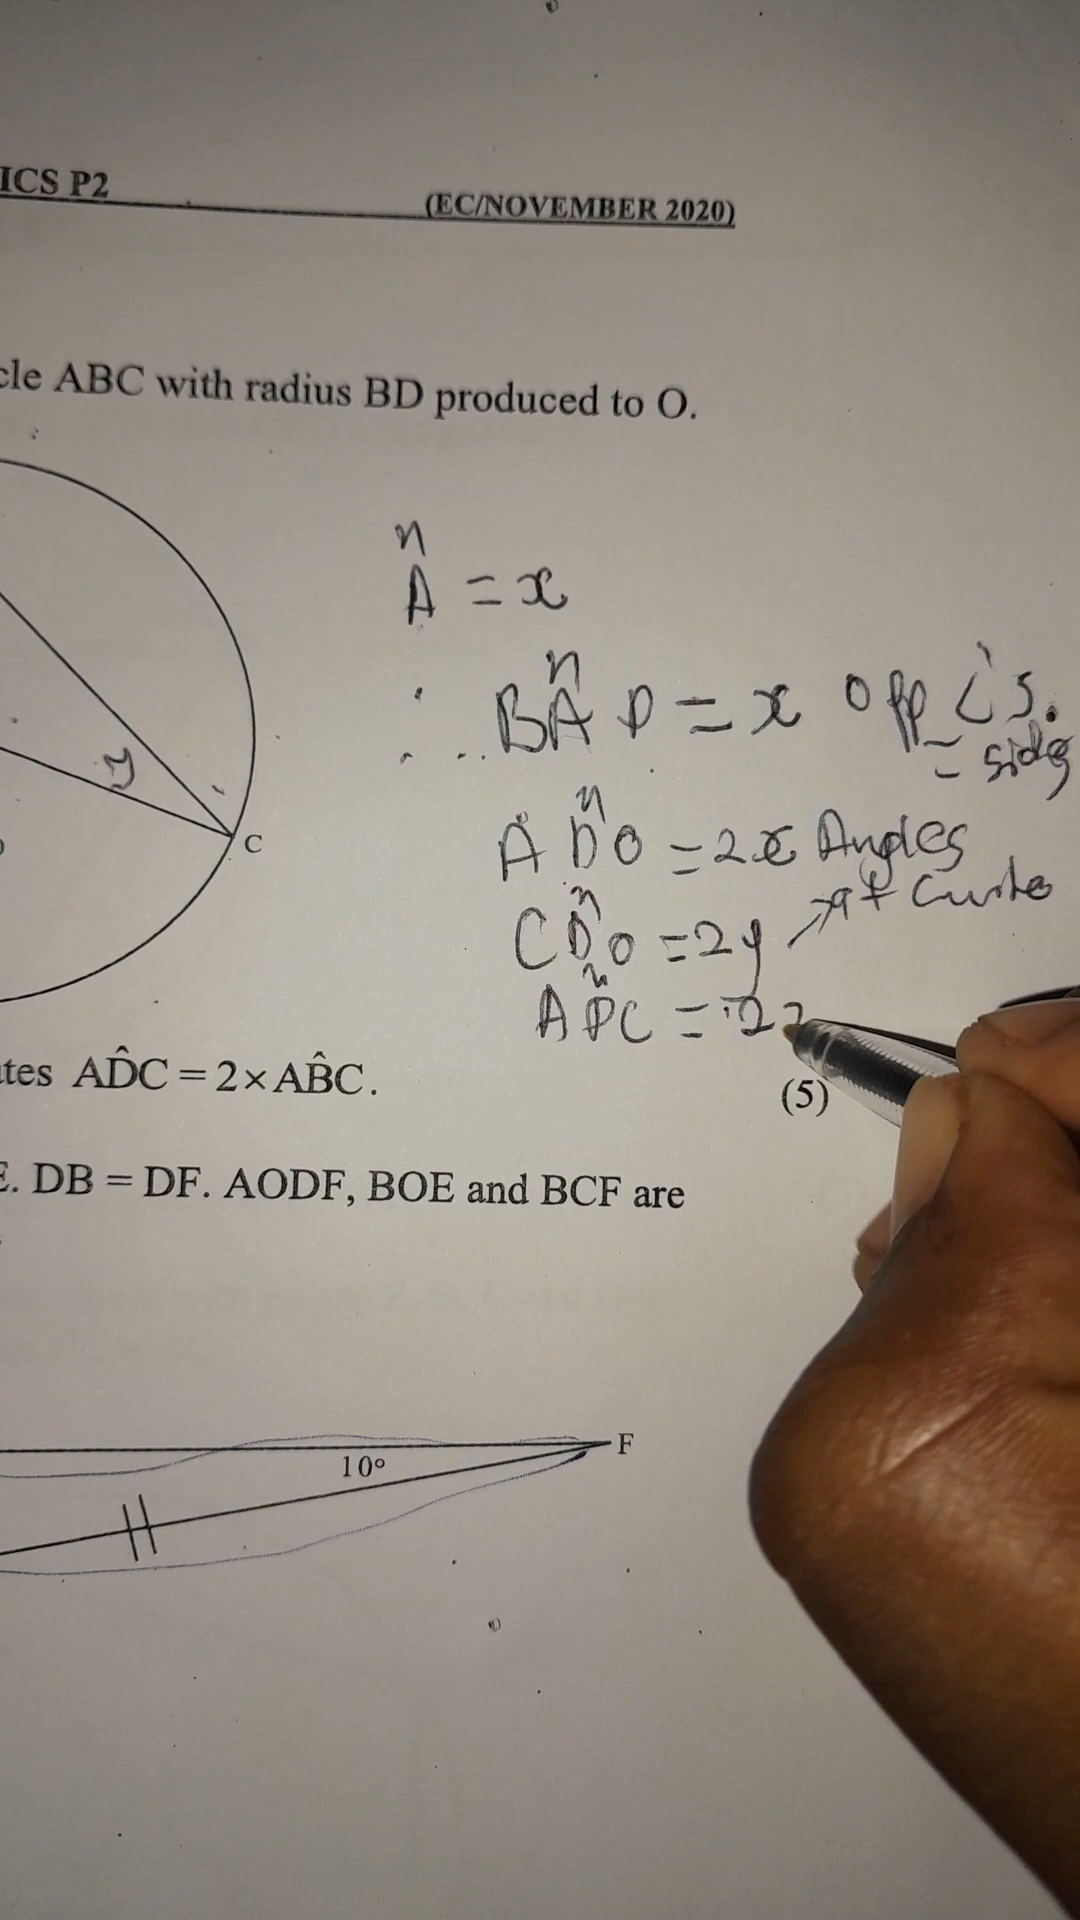 ICS P2
(EC/NOVEMBER 2020)
cle ABC with radius BD produced to O.
Â = x
∴ BÂD = x opp ∠'s.
= sides
AD̂O = 2x Angles
CD̂O = 2y → at
AD̂C = 2
y
C
tes AD̂C = 2×AB̂C.
(5)
E. DB = DF. AODF, BOE and BCF are
10°
F